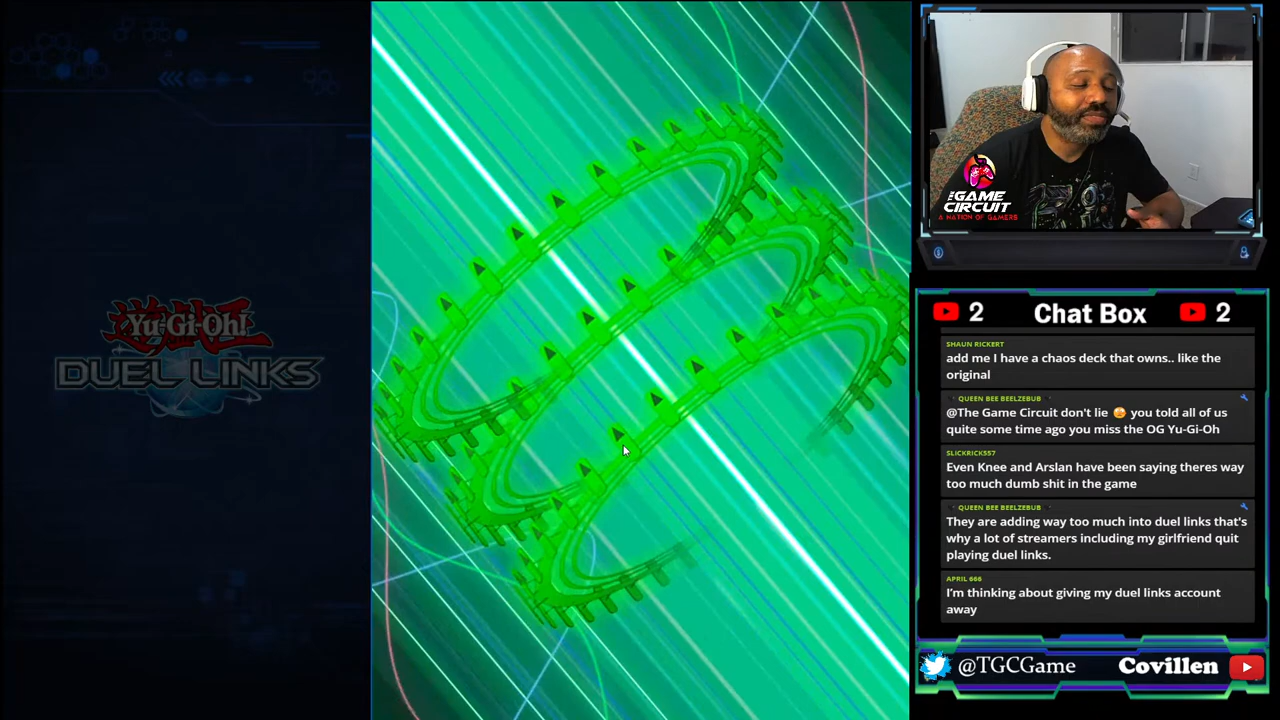 Yu-Gi-Oh!
DUEL LINKS
THE GAME
CIRCUIT
A NATION OF GAMERS
2 Chat Box 2
SHAUN RICKERT
add me I have a chaos deck that owns.. like the
original
QUEEN BEE BEELZEBUB
@The Game Circuit don't lie you told all of us
quite some time ago you miss the OG Yu-Gi-Oh
SLICKRICK557
Even Knee and Arslan have been saying theres way
too much dumb shit in the game
QUEEN BEE BEELZEBUB
They are adding way too much into duel links that's
why a lot of streamers including my girlfriend quit
playing duel links.
APRIL 666
I'm thinking about giving my duel links account
away
@TGCGame Covillen